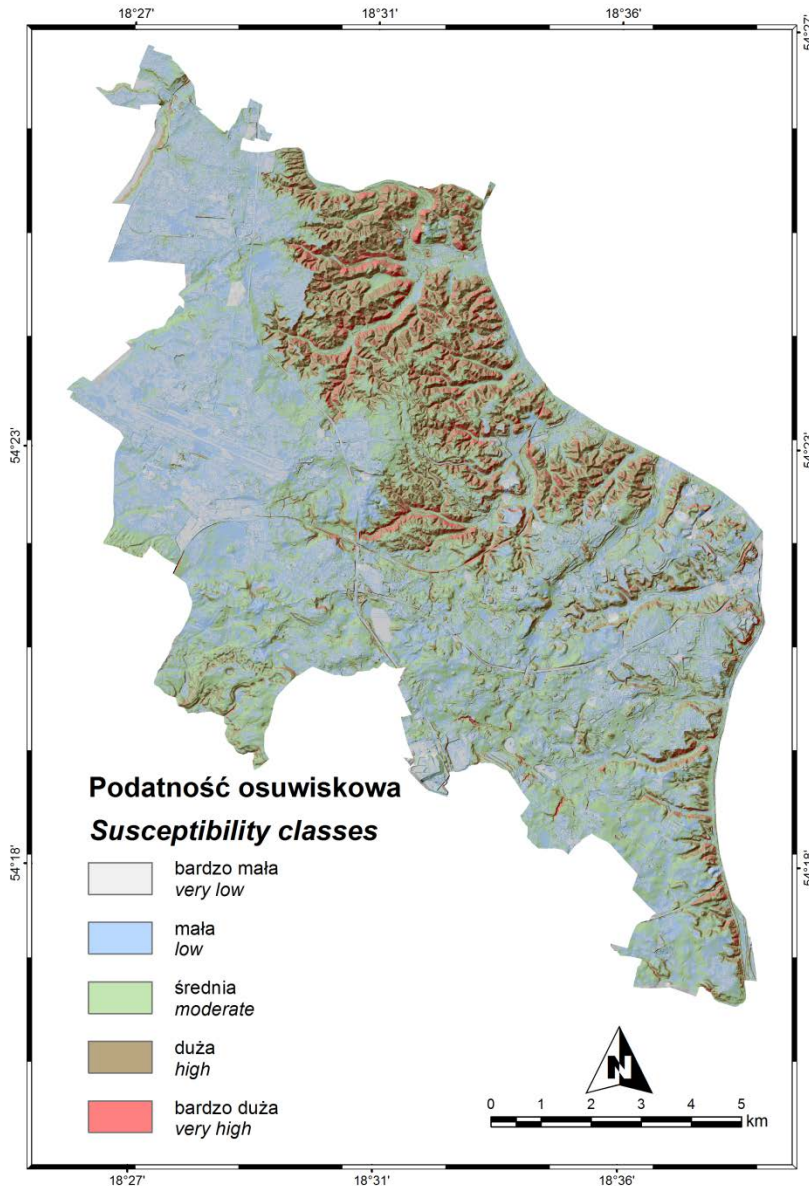 18°27' 18°31' 18°36'
54°27'
54°23' 54°23'
Podatność osuwiskowa
Susceptibility classes
54°18' 54°18'
bardzo mała
very low
mała
low
średnia
moderate
duża
high
bardzo duża
very high
N
0 1 2 3 4 5
km
18°27' 18°31' 18°36'